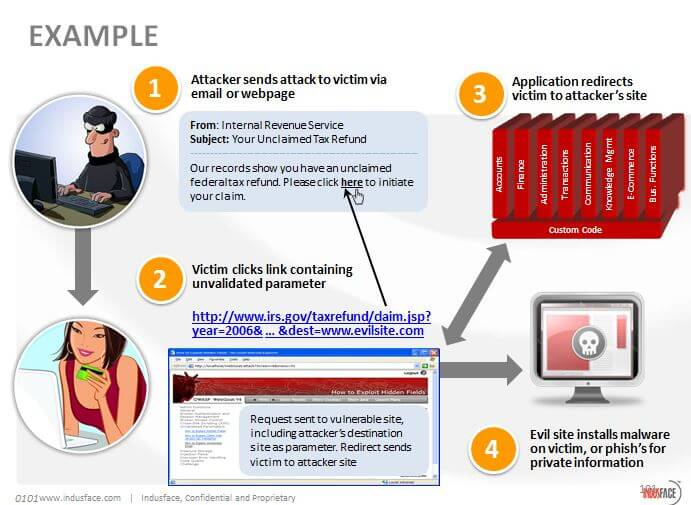 EXAMPLE
1
Attacker sends attack to victim via
email or webpage
From: Internal Revenue Service
Subject: Your Unclaimed Tax Refund
Our records show you have an unclaimed
federal tax refund. Please click here to initiate
your claim.
3
Application redirects
victim to attacker's site
Accounts
Finance
Administration
Transactions
Communication
Knowledge Mgmt
E-Commerce
Bus. Functions
Custom Code
2
Victim clicks link containing
unvalidated parameter
http://www.irs.gov/taxrefund/claim.jsp?
year=2006& … &dest=www.evilsite.com
Logout
How to Exploit Hidden Fields
OWASP WebGoat V4
Request sent to vulnerable site,
including attacker's destination
site as parameter. Redirect sends
victim to attacker site
4
Evil site installs malware
on victim, or phish's for
private information
0101 www.indusface.com | Indusface, Confidential and Proprietary
INDUSFACE